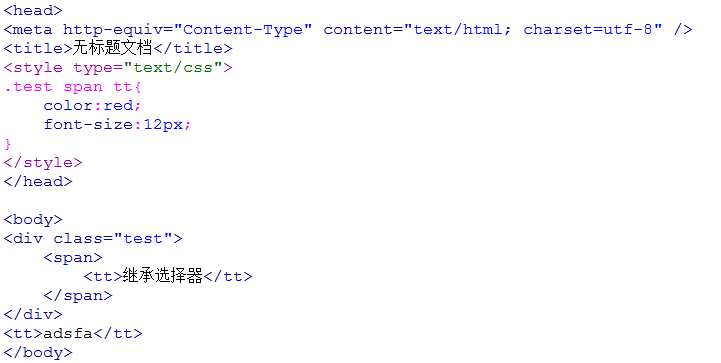 <head>
<meta http-equiv="Content-Type" content="text/html; charset=utf-8" />
<title>无标题文档</title>
<style type="text/css">
.test span tt{
    color:red;
    font-size:12px;
}
</style>
</head>

<body>
<div class="test">
    <span>
        <tt>继承选择器</tt>
    </span>
</div>
<tt>adsfa</tt>
</body>